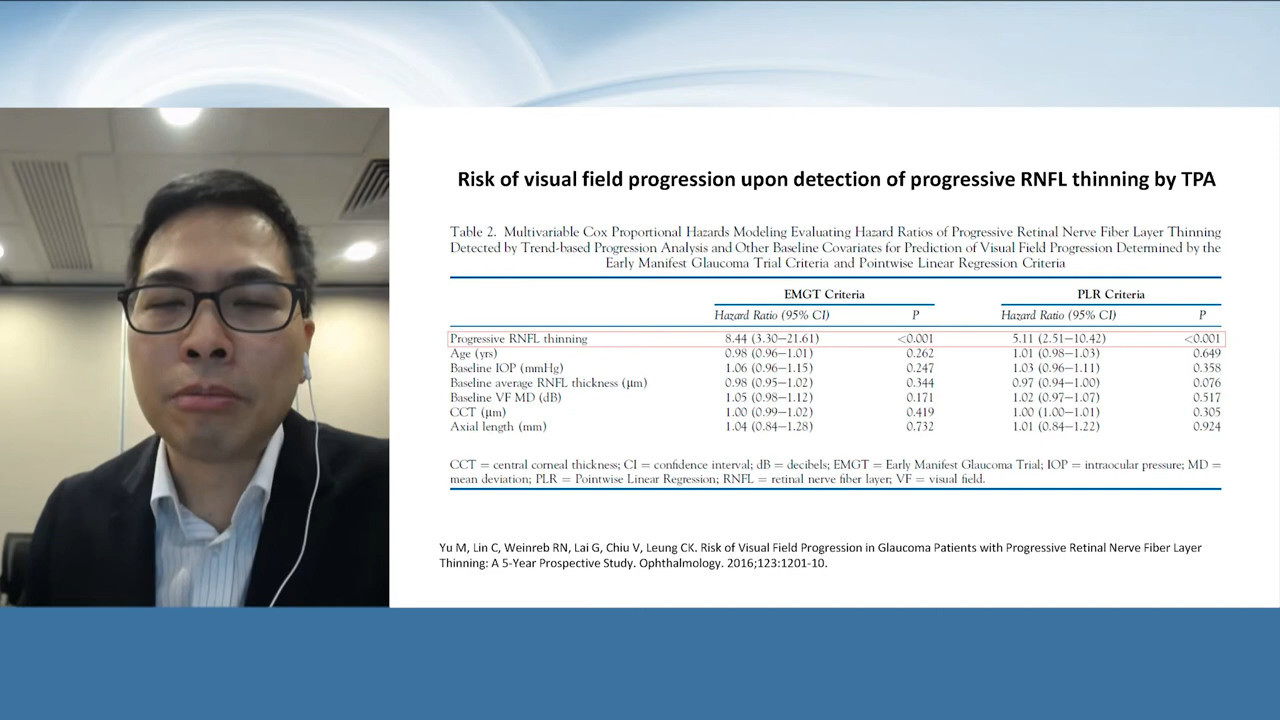 Risk of visual field progression upon detection of progressive RNFL thinning by TPA
Table 2. Multivariable Cox Proportional Hazards Modeling Evaluating Hazard Ratios of Progressive Retinal Nerve Fiber Layer Thinning
Detected by Trend-based Progression Analysis and Other Baseline Covariates for Prediction of Visual Field Progression Determined by the
Early Manifest Glaucoma Trial Criteria and Pointwise Linear Regression Criteria
EMGT Criteria PLR Criteria
Hazard Ratio (95% CI) P Hazard Ratio (95% CI) P
Progressive RNFL thinning 8.44 (3.30–21.61) <0.001 5.11 (2.51–10.42) <0.001
Age (yrs) 0.98 (0.96–1.01) 0.262 1.01 (0.98–1.03) 0.649
Baseline IOP (mmHg) 1.06 (0.96–1.15) 0.247 1.03 (0.96–1.11) 0.358
Baseline average RNFL thickness (μm) 0.98 (0.95–1.02) 0.344 0.97 (0.94–1.00) 0.076
Baseline VF MD (dB) 1.05 (0.98–1.12) 0.171 1.02 (0.97–1.07) 0.517
CCT (μm) 1.00 (0.99–1.02) 0.419 1.00 (1.00–1.01) 0.305
Axial length (mm) 1.04 (0.84–1.28) 0.732 1.01 (0.84–1.22) 0.924
CCT = central corneal thickness; CI = confidence interval; dB = decibels; EMGT = Early Manifest Glaucoma Trial; IOP = intraocular pressure; MD =
mean deviation; PLR = Pointwise Linear Regression; RNFL = retinal nerve fiber layer; VF = visual field.
Yu M, Lin C, Weinreb RN, Lai G, Chiu V, Leung CK. Risk of Visual Field Progression in Glaucoma Patients with Progressive Retinal Nerve Fiber Layer
Thinning: A 5-Year Prospective Study. Ophthalmology. 2016;123:1201-10.